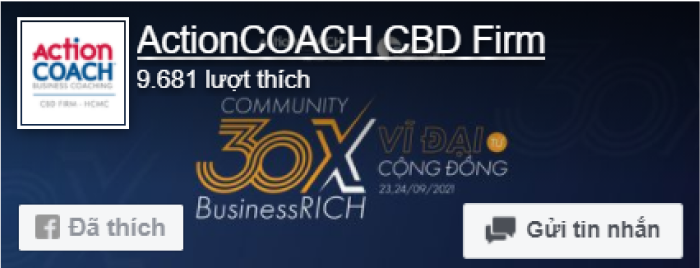 ActionCOACH CBD Firm
9.681 lượt thích
Action
COACH
BUSINESS COACHING
CBD FIRM - HCMC
COMMUNITY
30X
BusinessRICH
VĨ ĐẠI TỪ
CỘNG ĐỒNG
23,24/09/2021
Đã thích
Gửi tin nhắn